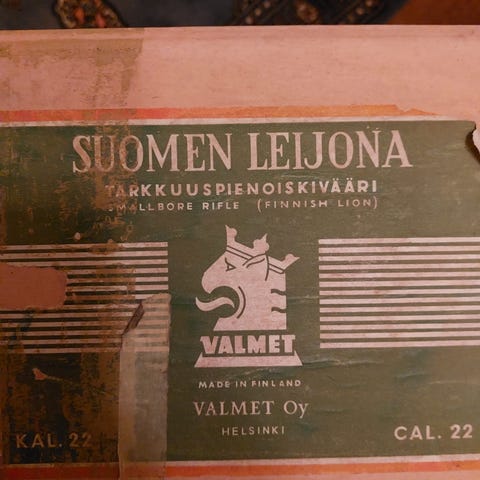 SUOMEN LEIJONA
TARKKUUSPIENOISKIVÄÄRI
SMALLBORE RIFLE (FINNISH LION)
VALMET
MADE IN FINLAND
VALMET Oy
HELSINKI
KAL. 22
CAL. 22